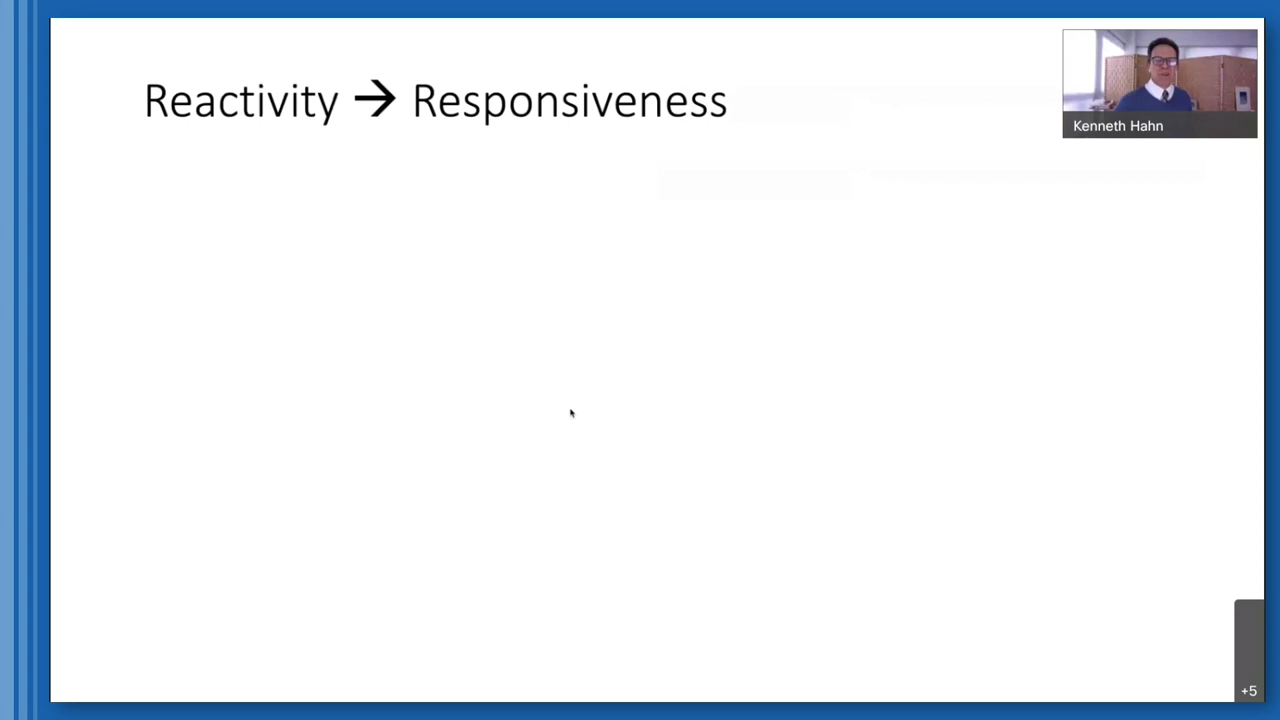 Reactivity → Responsiveness
Kenneth Hahn
+5